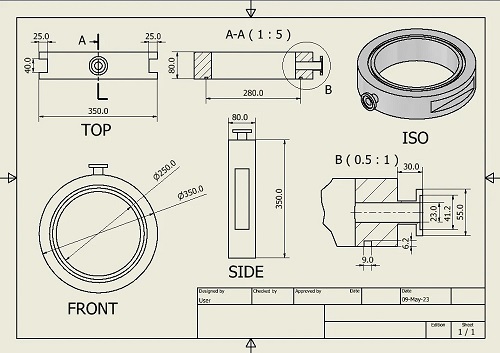 25.0
A
25.0
40.0
L
350.0
TOP
A-A ( 1 : 5 )
80.0
B
280.0
ISO
Ø250.0
Ø350.0
FRONT
80.0
350.0
SIDE
B ( 0.5 : 1 )
30.0
23.0
41.2
55.0
6.2
9.0
Designed by
Checked by
Approved by
Date
Date
User
09-May-23
Edition
Sheet
1 / 1